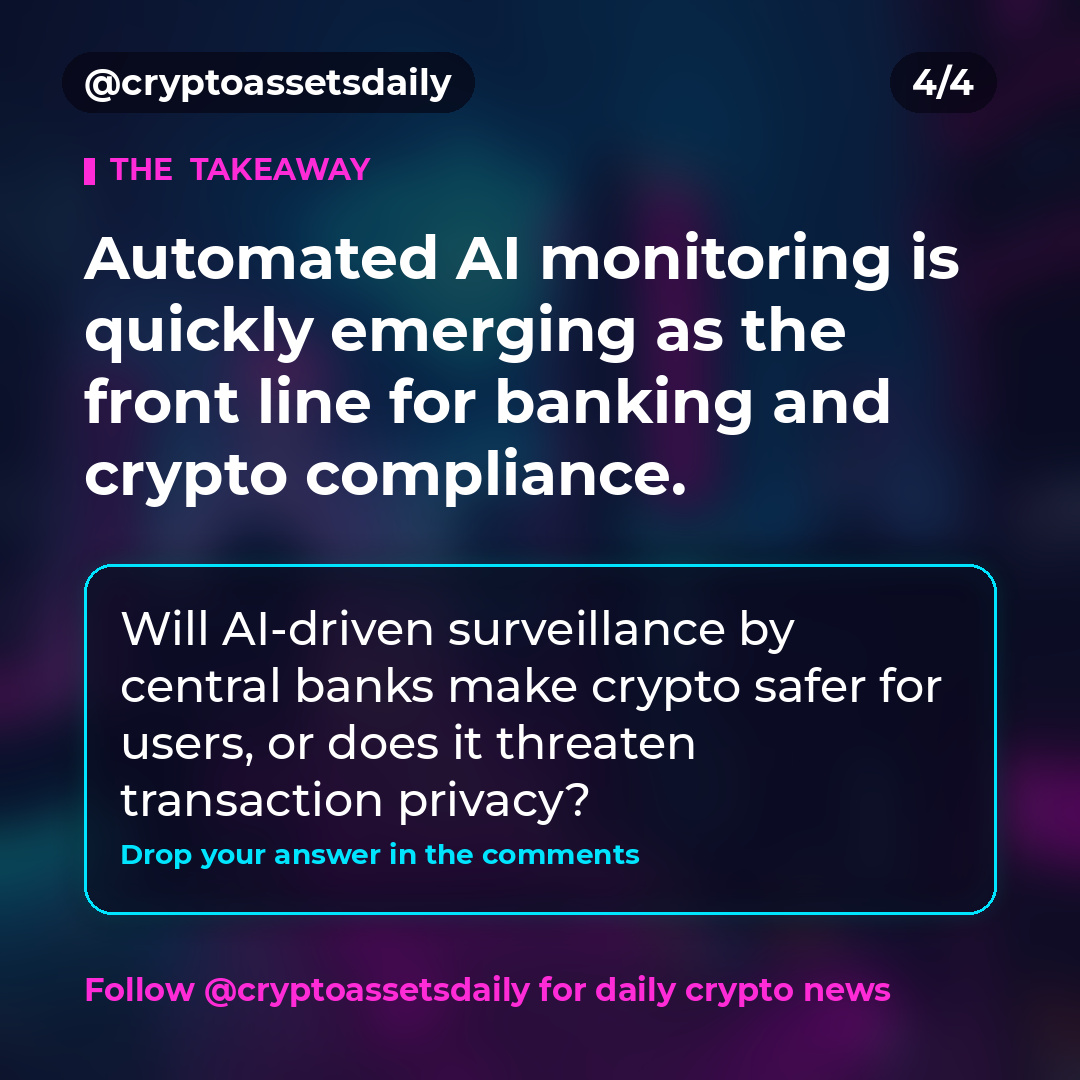 @cryptoassetsdaily
4/4
THE TAKEAWAY
Automated AI monitoring is
quickly emerging as the
front line for banking and
crypto compliance.
Will AI-driven surveillance by
central banks make crypto safer for
users, or does it threaten
transaction privacy?
Drop your answer in the comments
Follow @cryptoassetsdaily for daily crypto news